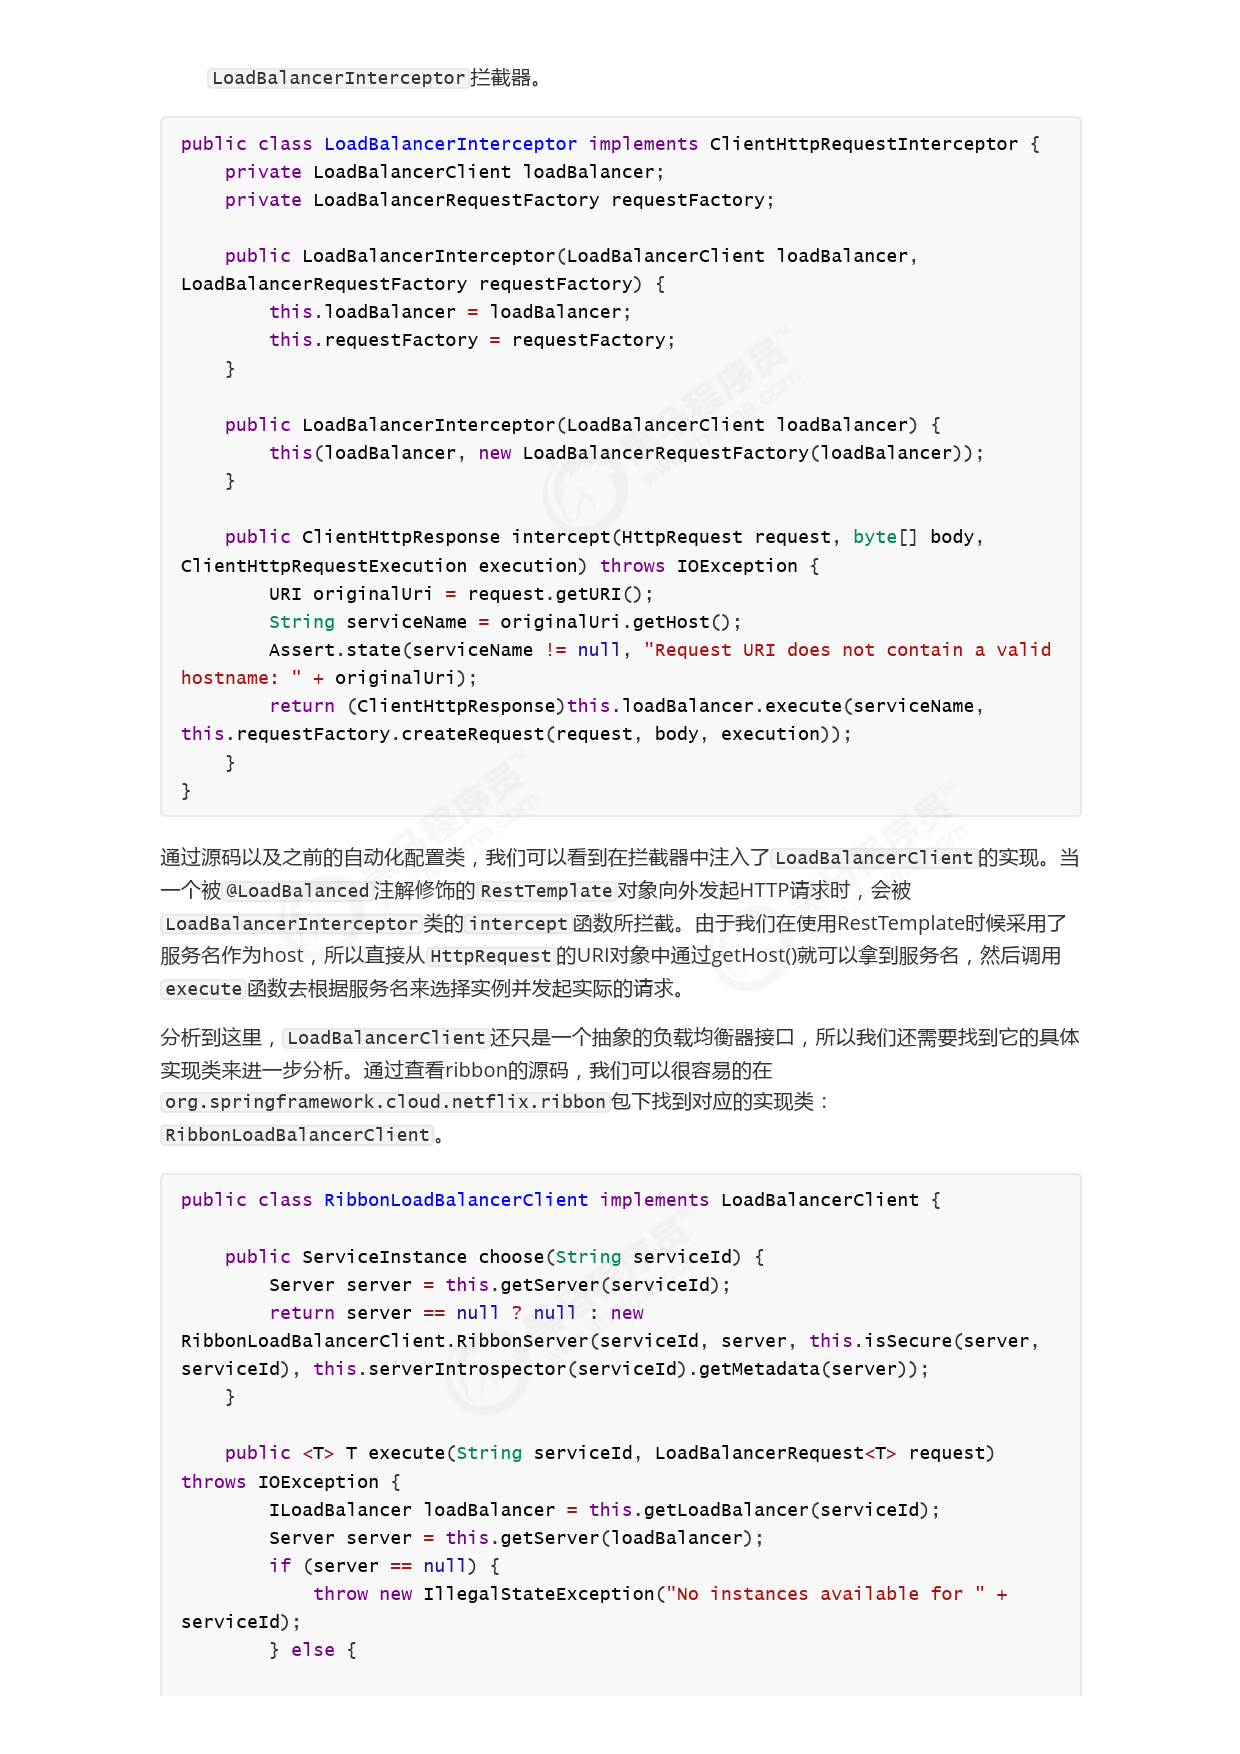 LoadBalancerInterceptor拦截器。
public class LoadBalancerInterceptor implements ClientHttpRequestInterceptor {
    private LoadBalancerClient loadBalancer;
    private LoadBalancerRequestFactory requestFactory;
    public LoadBalancerInterceptor(LoadBalancerClient loadBalancer,
LoadBalancerRequestFactory requestFactory) {
        this.loadBalancer = loadBalancer;
        this.requestFactory = requestFactory;
    }
    public LoadBalancerInterceptor(LoadBalancerClient loadBalancer) {
        this(loadBalancer, new LoadBalancerRequestFactory(loadBalancer));
    }
    public ClientHttpResponse intercept(HttpRequest request, byte[] body,
ClientHttpRequestExecution execution) throws IOException {
        URI originalUri = request.getURI();
        String serviceName = originalUri.getHost();
        Assert.state(serviceName != null, "Request URI does not contain a valid
hostname: " + originalUri);
        return (ClientHttpResponse)this.loadBalancer.execute(serviceName,
this.requestFactory.createRequest(request, body, execution));
    }
}
通过源码以及之前的自动化配置类，我们可以看到在拦截器中注入了LoadBalancerClient的实现。当
一个被@LoadBalanced注解修饰的RestTemplate对象向外发起HTTP请求时，会被
LoadBalancerInterceptor类的intercept函数所拦截。由于我们在使用RestTemplate时候采用了
服务名作为host，所以直接从HttpRequest的URI对象中通过getHost()就可以拿到服务名，然后调用
execute函数去根据服务名来选择实例并发起实际的请求。
分析到这里，LoadBalancerClient还只是一个抽象的负载均衡器接口，所以我们还需要找到它的具体
实现类来进一步分析。通过查看ribbon的源码，我们可以很容易的在
org.springframework.cloud.netflix.ribbon包下找到对应的实现类：
RibbonLoadBalancerClient。
public class RibbonLoadBalancerClient implements LoadBalancerClient {
    public ServiceInstance choose(String serviceId) {
        Server server = this.getServer(serviceId);
        return server == null ? null : new
RibbonLoadBalancerClient.RibbonServer(serviceId, server, this.isSecure(server,
serviceId), this.serverIntrospector(serviceId).getMetadata(server));
    }
    public <T> T execute(String serviceId, LoadBalancerRequest<T> request)
throws IOException {
        ILoadBalancer loadBalancer = this.getLoadBalancer(serviceId);
        Server server = this.getServer(loadBalancer);
        if (server == null) {
            throw new IllegalStateException("No instances available for " +
serviceId);
        } else {